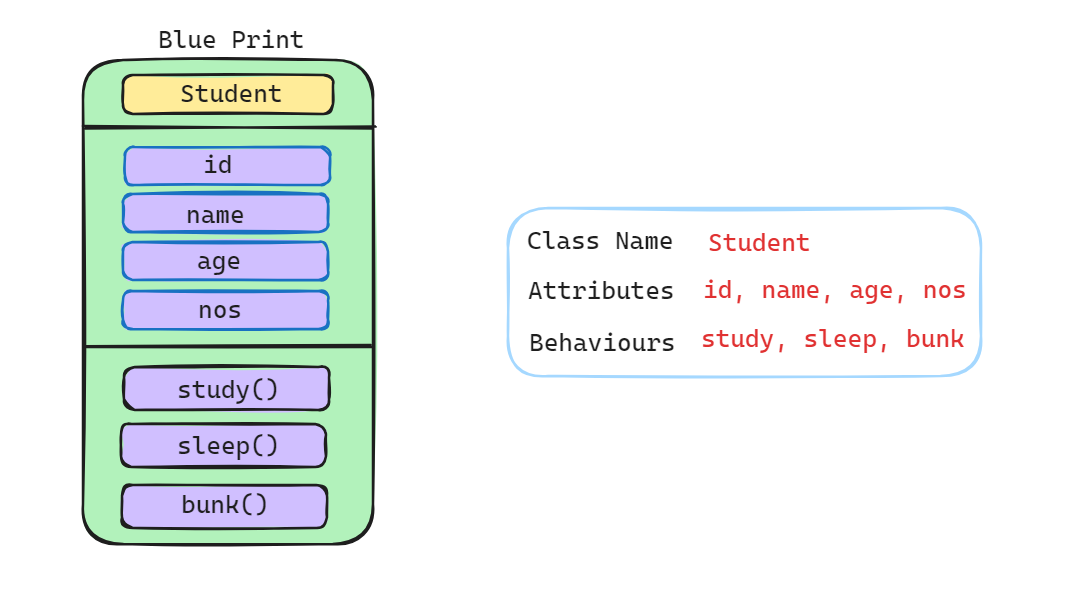 Blue Print
Student
id
name
age
nos
study()
sleep()
bunk()
Class Name Student
Attributes id, name, age, nos
Behaviours study, sleep, bunk